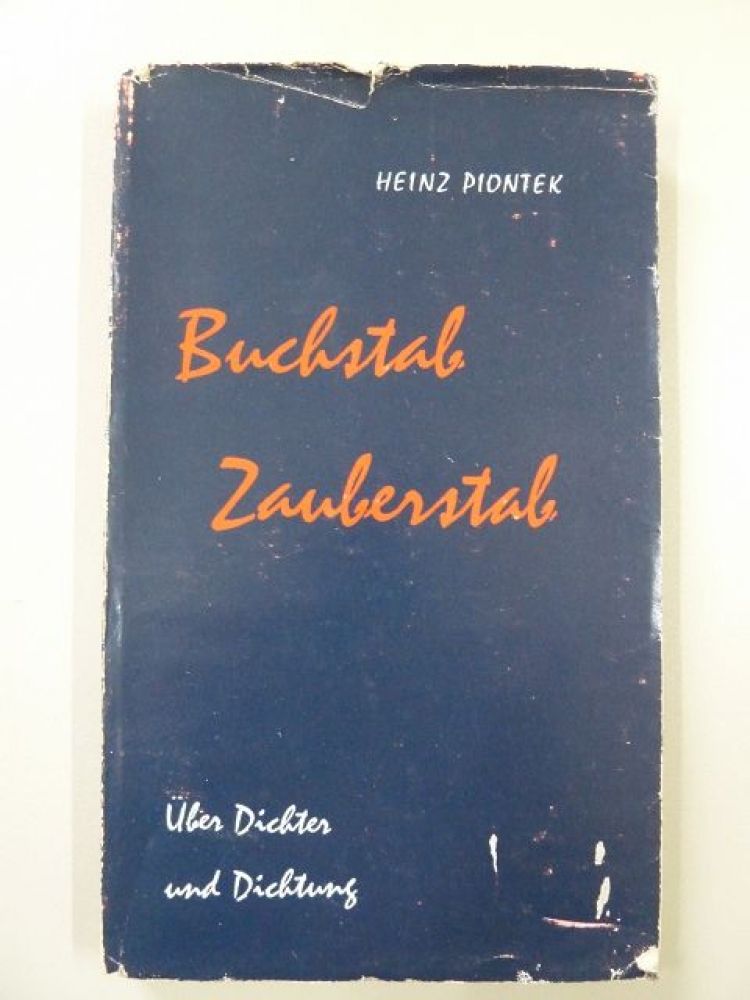 HEINZ PIONTEK
Buchstab
Zauberstab
Über Dichter
und Dichtung